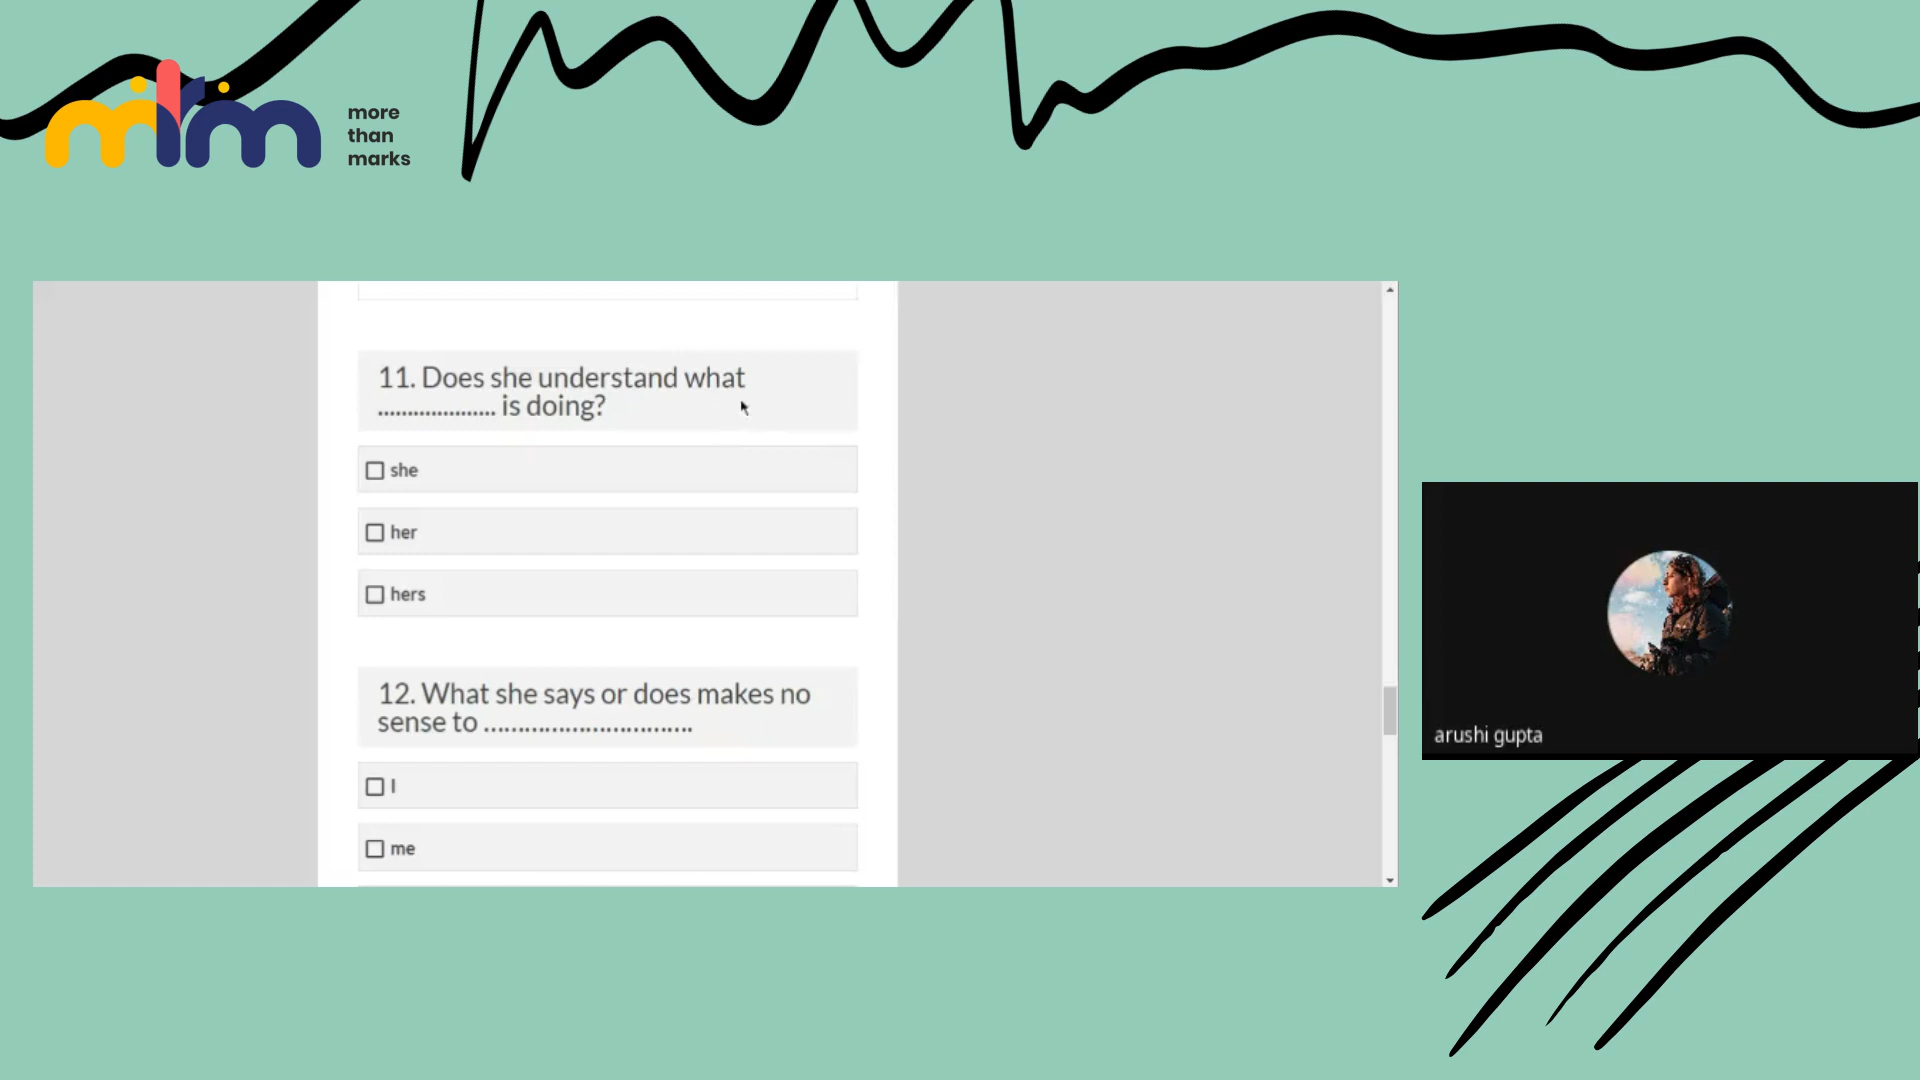 mtm
more
than
marks
11. Does she understand what
.................... is doing?
she
her
hers
12. What she says or does makes no
sense to ................................
I
me
arushi gupta